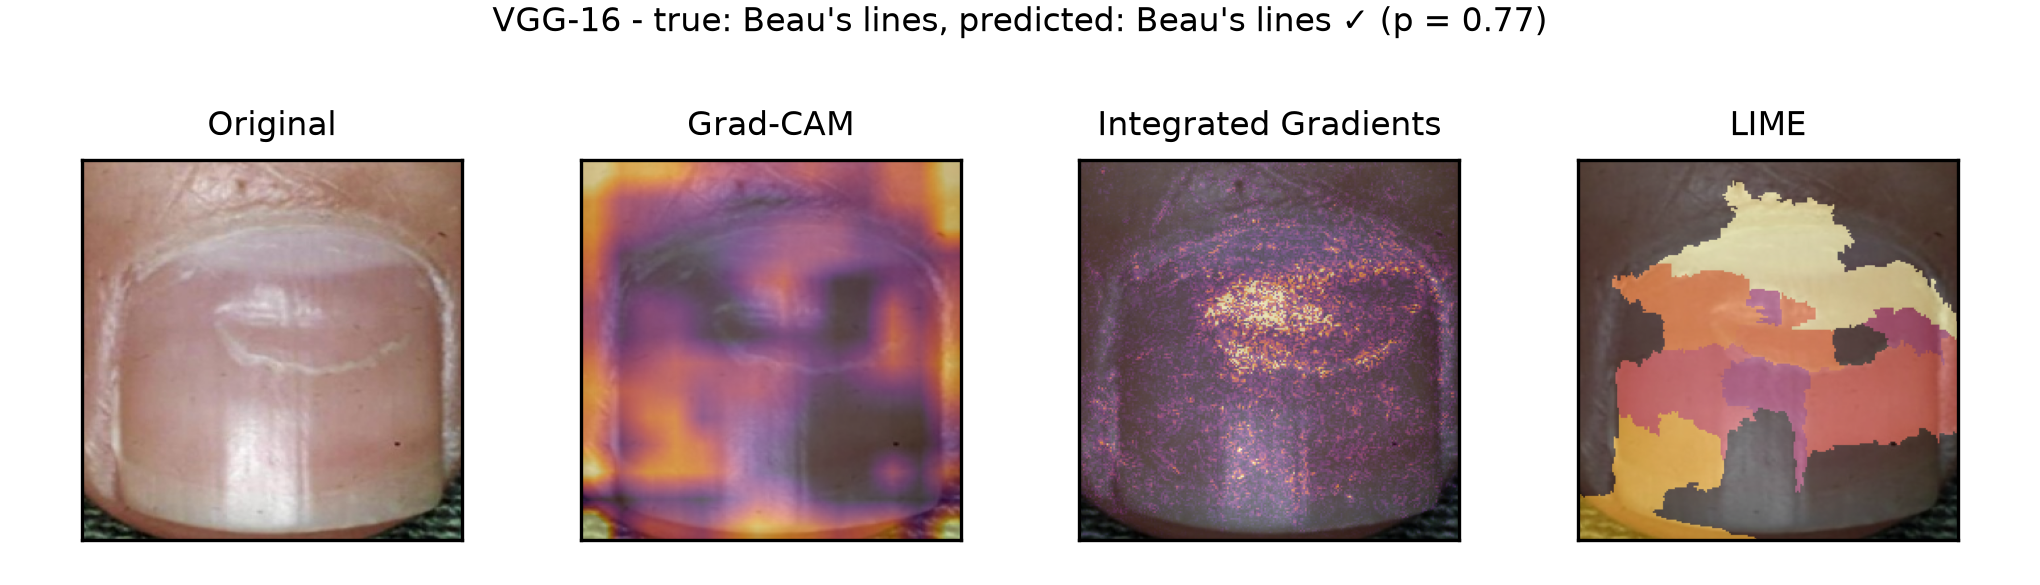 VGG-16 - true: Beau's lines, predicted: Beau's lines ✓ (p = 0.77)
Original
Grad-CAM
Integrated Gradients
LIME